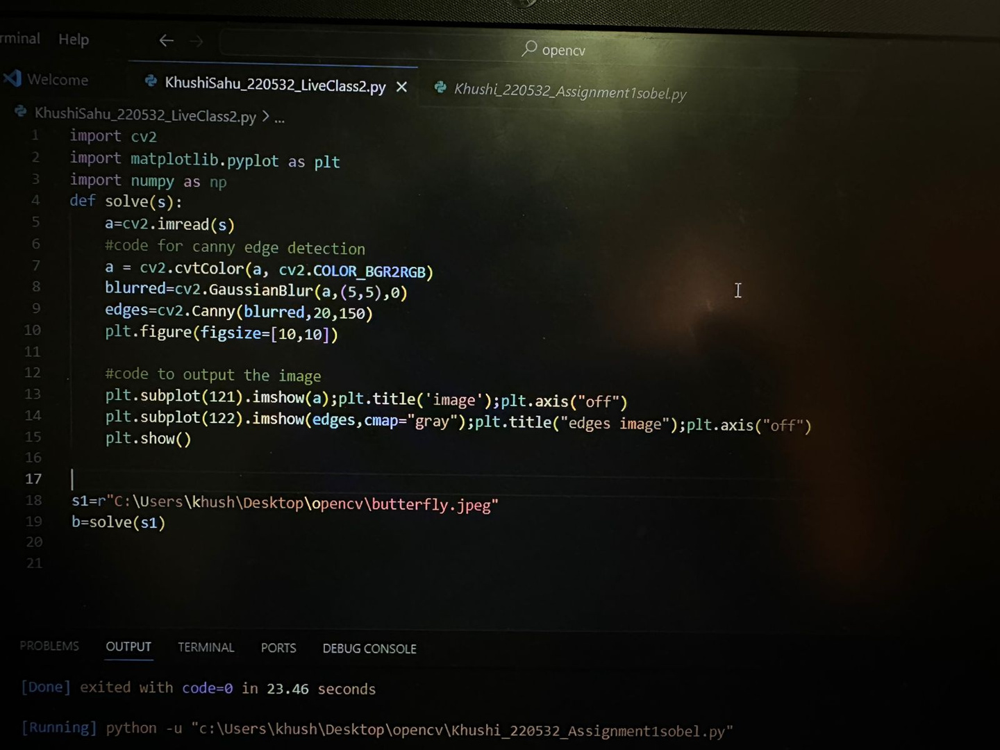 rminal Help
opencv
Welcome KhushiSahu_220532_LiveClass2.py Khushi_220532_Assignment1sobel.py
KhushiSahu_220532_LiveClass2.py > ...
1 import cv2
2 import matplotlib.pyplot as plt
3 import numpy as np
4 def solve(s):
5 a=cv2.imread(s)
6 #code for canny edge detection
7 a = cv2.cvtColor(a, cv2.COLOR_BGR2RGB)
8 blurred=cv2.GaussianBlur(a,(5,5),0)
9 edges=cv2.Canny(blurred,20,150)
10 plt.figure(figsize=[10,10])
11
12 #code to output the image
13 plt.subplot(121).imshow(a);plt.title('image');plt.axis("off")
14 plt.subplot(122).imshow(edges,cmap="gray");plt.title("edges image");plt.axis("off")
15 plt.show()
16
17
18 s1=r"C:\Users\khush\Desktop\opencv\butterfly.jpeg"
19 b=solve(s1)
20
21
PROBLEMS OUTPUT TERMINAL PORTS DEBUG CONSOLE
[Done] exited with code=0 in 23.46 seconds
[Running] python -u "c:\Users\khush\Desktop\opencv\Khushi_220532_Assignment1sobel.py"